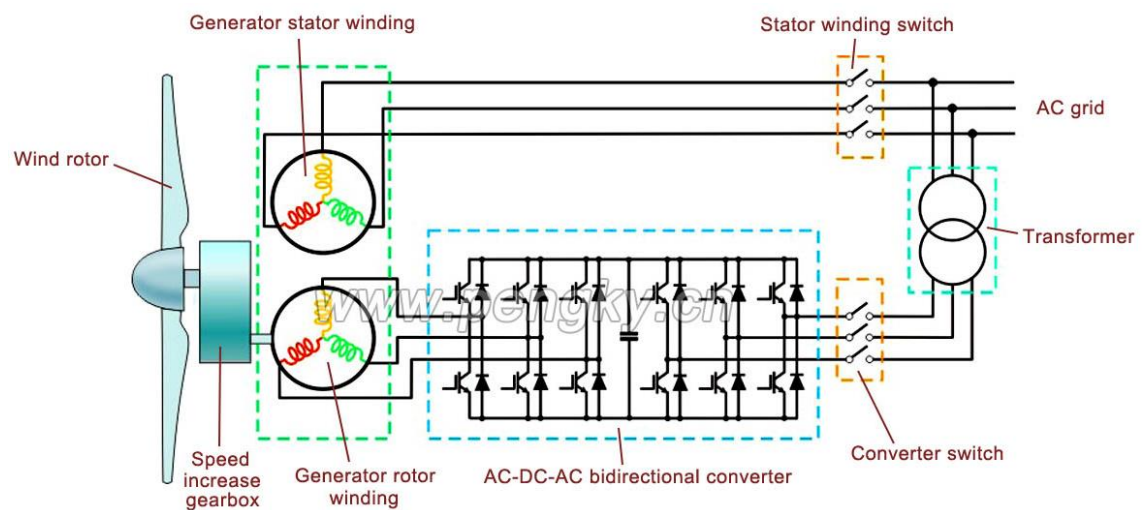 Generator stator winding
Stator winding switch
AC grid
Wind rotor
Transformer
www.pengky.cn
Speed
increase
gearbox
Generator rotor
winding
AC-DC-AC bidirectional converter
Converter switch